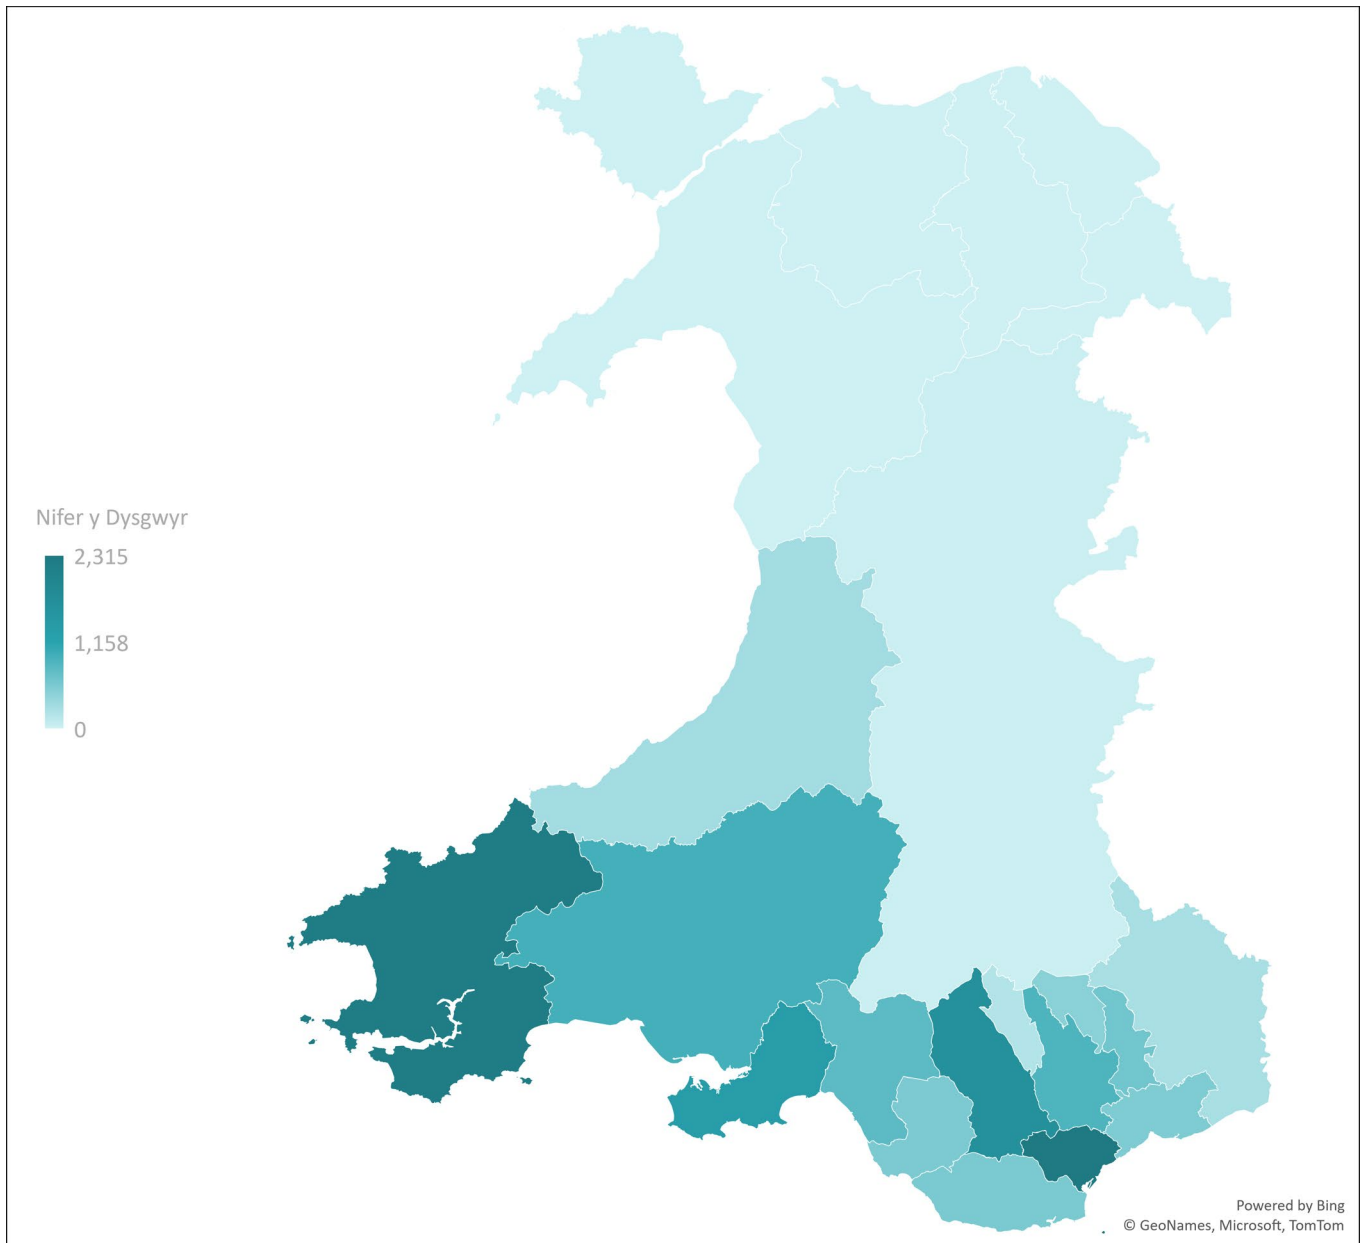 Nifer y Dysgwyr
2,315
1,158
0
Powered by Bing
© GeoNames, Microsoft, TomTom